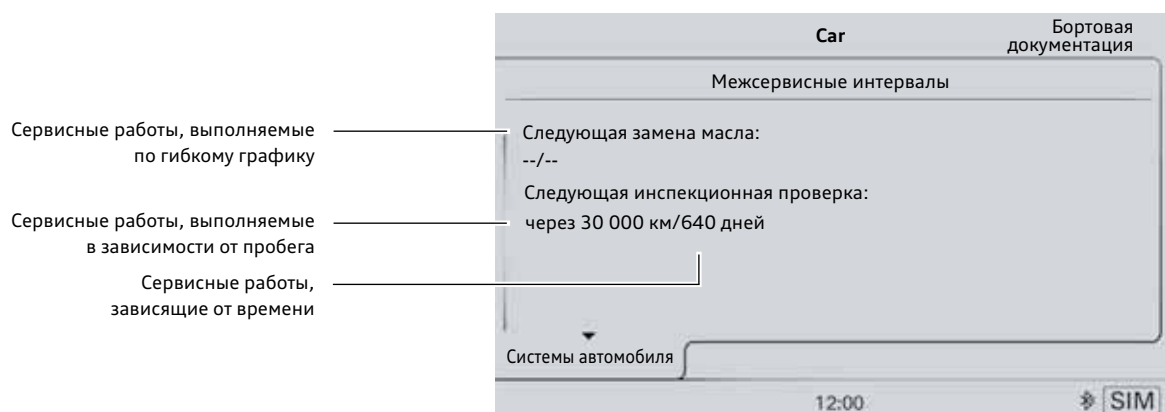 Car
Бортовая
документация
Межсервисные интервалы
Сервисные работы, выполняемые
по гибкому графику
Следующая замена масла:
--/--
Следующая инспекционная проверка:
Сервисные работы, выполняемые
в зависимости от пробега
через 30 000 км/640 дней
Сервисные работы,
зависящие от времени
Системы автомобиля
12:00
SIM